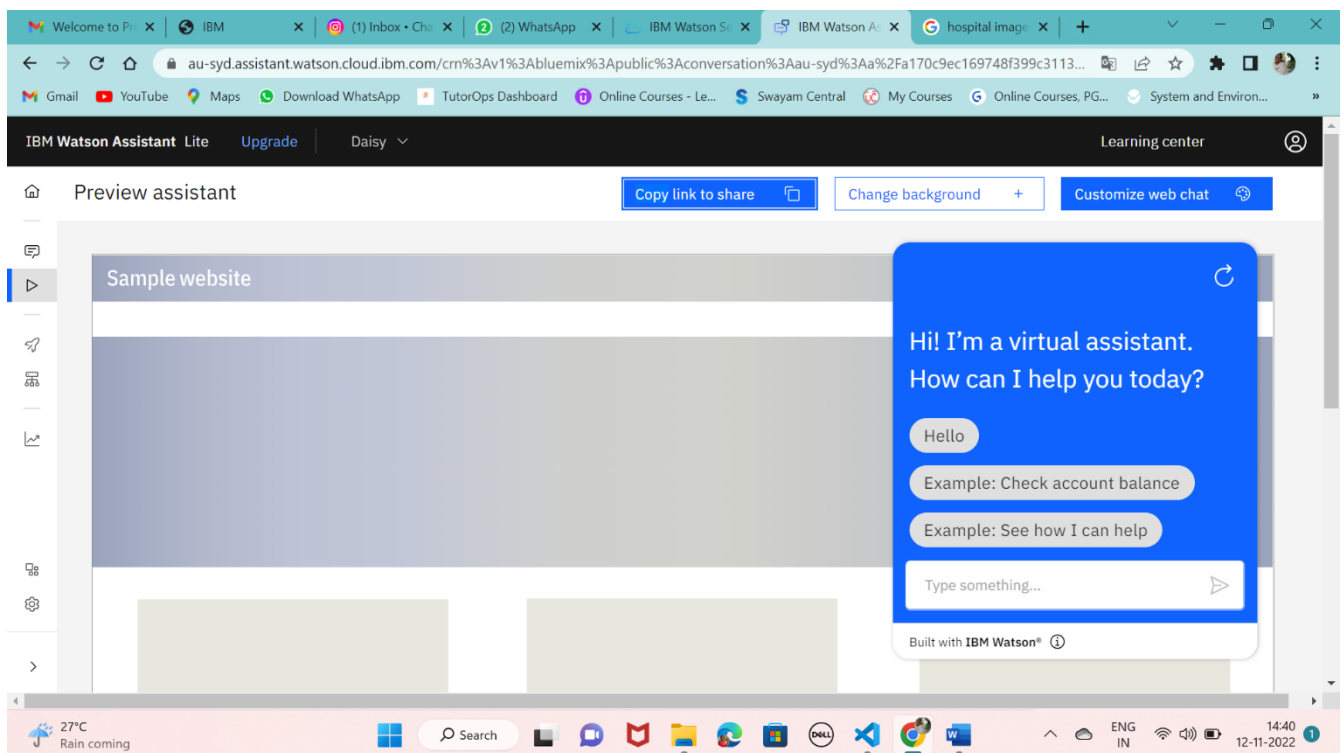 Welcome to Pr
IBM
(1) Inbox • Cha
(2) WhatsApp
IBM Watson Se
IBM Watson As
hospital image
au-syd.assistant.watson.cloud.ibm.com/crn%3Av1%3Abluemix%3Apublic%3Aconversation%3Aau-syd%3Aa%2Fa170c9ec169748f399c3113...
Gmail YouTube Maps Download WhatsApp TutorOps Dashboard Online Courses - Le... Swayam Central My Courses Online Courses, PG... System and Environ... »
IBM Watson Assistant Lite Upgrade Daisy Learning center
Preview assistant Copy link to share Change background + Customize web chat
Sample website
Hi! I'm a virtual assistant.
How can I help you today?
Hello
Example: Check account balance
Example: See how I can help
Type something...
Built with IBM Watson®
27°C
Rain coming
Search
DELL
ENG
IN
14:40
12-11-2022
1